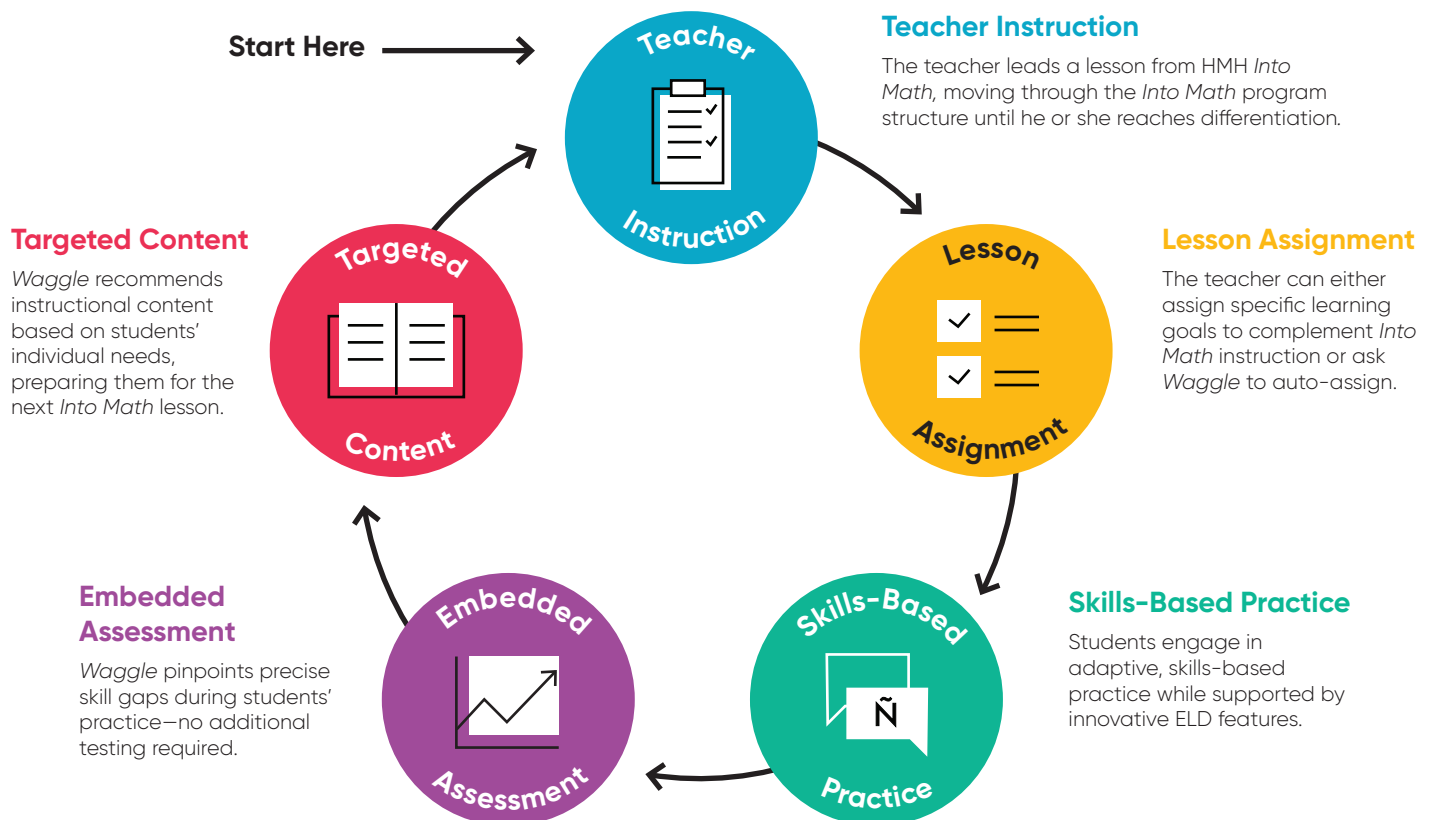 Start Here
Teacher
Instruction
Teacher Instruction
The teacher leads a lesson from HMH Into
Math, moving through the Into Math program
structure until he or she reaches differentiation.
Lesson
Assignment
Lesson Assignment
The teacher can either
assign specific learning
goals to complement Into
Math instruction or ask
Waggle to auto-assign.
Skills-Based
Ñ
Practice
Skills-Based Practice
Students engage in
adaptive, skills-based
practice while supported by
innovative ELD features.
Embedded
Assessment
Embedded
Assessment
Waggle pinpoints precise
skill gaps during students’
practice—no additional
testing required.
Targeted
Content
Targeted Content
Waggle recommends
instructional content
based on students’
individual needs,
preparing them for the
next Into Math lesson.